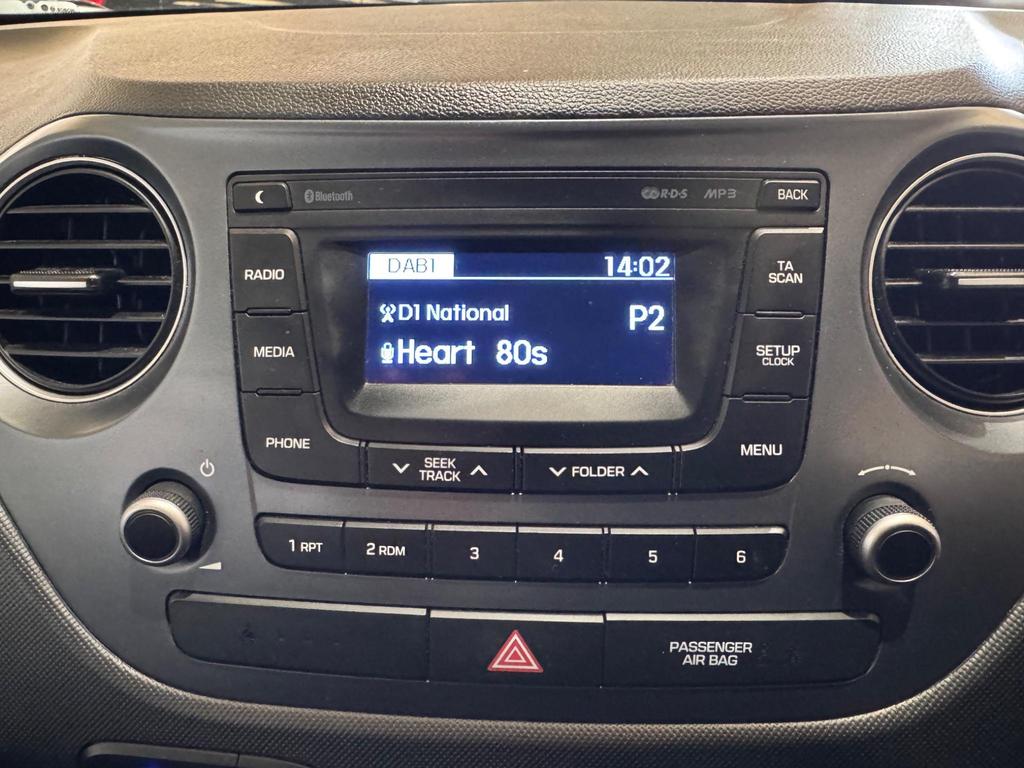 Bluetooth
R·D·S
MP3
BACK
RADIO
DAB1
14:02
TA
SCAN
D1 National
P2
MEDIA
Heart 80s
SETUP
CLOCK
PHONE
SEEK
TRACK
FOLDER
MENU
1 RPT
2 RDM
3
4
5
6
PASSENGER
AIR BAG